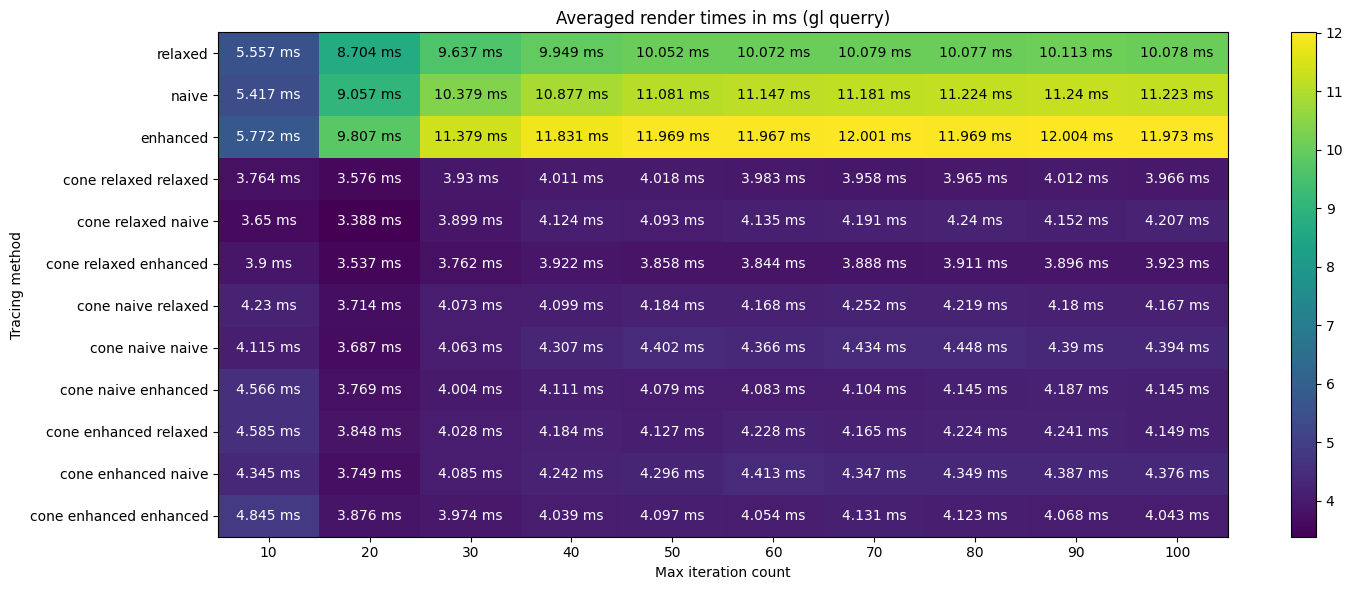 Averaged render times in ms (gl querry)
relaxed 5.557 ms 8.704 ms 9.637 ms 9.949 ms 10.052 ms 10.072 ms 10.079 ms 10.077 ms 10.113 ms 10.078 ms
naive 5.417 ms 9.057 ms 10.379 ms 10.877 ms 11.081 ms 11.147 ms 11.181 ms 11.224 ms 11.24 ms 11.223 ms
enhanced 5.772 ms 9.807 ms 11.379 ms 11.831 ms 11.969 ms 11.967 ms 12.001 ms 11.969 ms 12.004 ms 11.973 ms
cone relaxed relaxed 3.764 ms 3.576 ms 3.93 ms 4.011 ms 4.018 ms 3.983 ms 3.958 ms 3.965 ms 4.012 ms 3.966 ms
cone relaxed naive 3.65 ms 3.388 ms 3.899 ms 4.124 ms 4.093 ms 4.135 ms 4.191 ms 4.24 ms 4.152 ms 4.207 ms
cone relaxed enhanced 3.9 ms 3.537 ms 3.762 ms 3.922 ms 3.858 ms 3.844 ms 3.888 ms 3.911 ms 3.896 ms 3.923 ms
cone naive relaxed 4.23 ms 3.714 ms 4.073 ms 4.099 ms 4.184 ms 4.168 ms 4.252 ms 4.219 ms 4.18 ms 4.167 ms
cone naive naive 4.115 ms 3.687 ms 4.063 ms 4.307 ms 4.402 ms 4.366 ms 4.434 ms 4.448 ms 4.39 ms 4.394 ms
cone naive enhanced 4.566 ms 3.769 ms 4.004 ms 4.111 ms 4.079 ms 4.083 ms 4.104 ms 4.145 ms 4.187 ms 4.145 ms
cone enhanced relaxed 4.585 ms 3.848 ms 4.028 ms 4.184 ms 4.127 ms 4.228 ms 4.165 ms 4.224 ms 4.241 ms 4.149 ms
cone enhanced naive 4.345 ms 3.749 ms 4.085 ms 4.242 ms 4.296 ms 4.413 ms 4.347 ms 4.349 ms 4.387 ms 4.376 ms
cone enhanced enhanced 4.845 ms 3.876 ms 3.974 ms 4.039 ms 4.097 ms 4.054 ms 4.131 ms 4.123 ms 4.068 ms 4.043 ms
10 20 30 40 50 60 70 80 90 100
Max iteration count
Tracing method
12
11
10
9
8
7
6
5
4